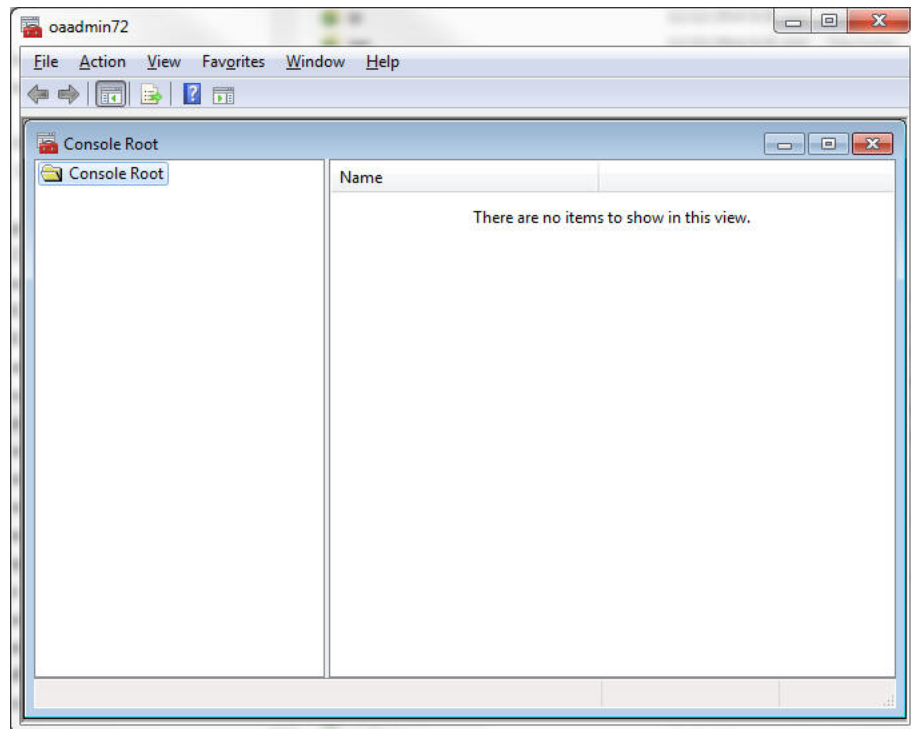 oaadmin72
File Action View Favorites Window Help
Console Root
Console Root
Name
There are no items to show in this view.